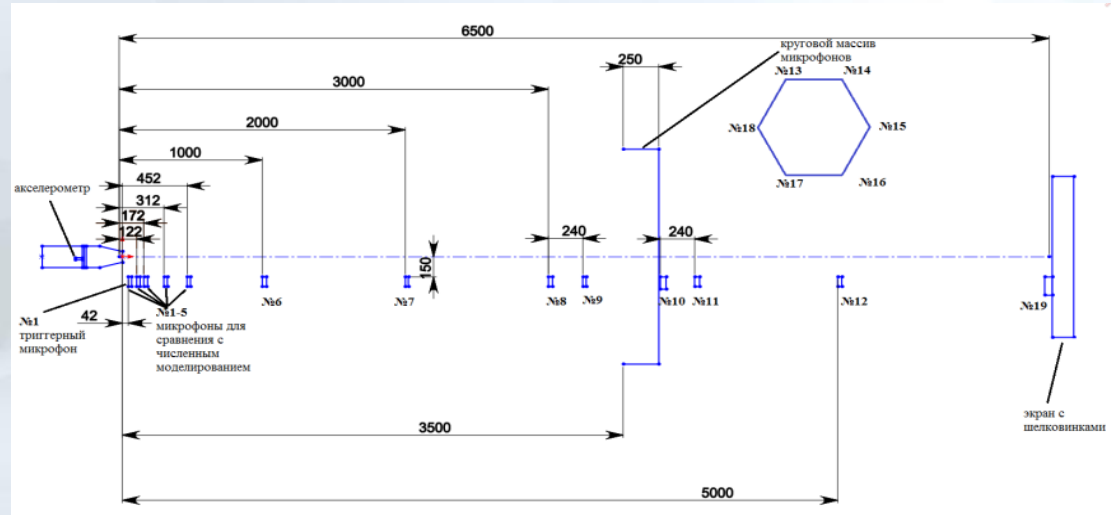 6500
круговой массив
микрофонов
250
№13
№14
3000
2000
№18
№15
1000
акселерометр
452
312
№17
№16
172
122
240
240
150
№1
триггерный
микрофон
42
№1-5
микрофоны для
сравнения с
численным
моделированием
№6
№7
№8
№9
№10
№11
№12
№19
экран с
шелковинками
3500
5000